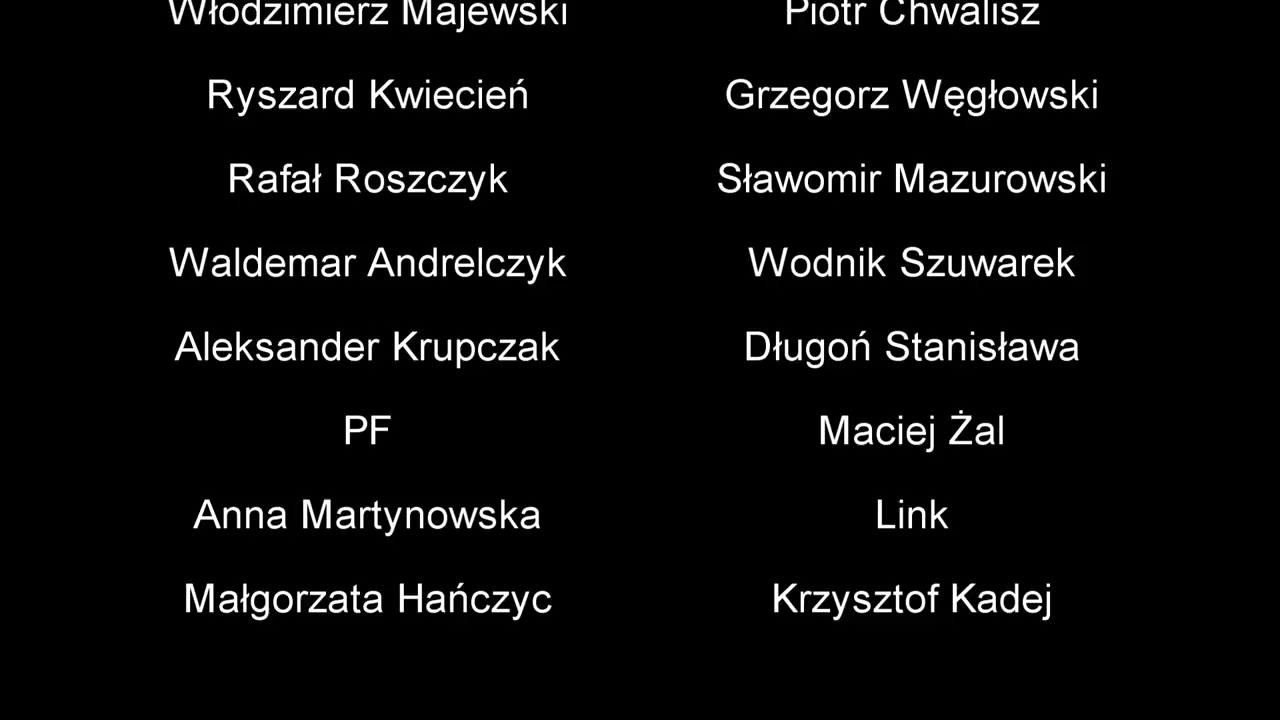 Włodzimierz Majewski Piotr Chwalisz
Ryszard Kwiecień Grzegorz Węgłowski
Rafał Roszczyk Sławomir Mazurowski
Waldemar Andrelczyk Wodnik Szuwarek
Aleksander Krupczak Długoń Stanisława
PF Maciej Żal
Anna Martynowska Link
Małgorzata Hańczyc Krzysztof Kadej